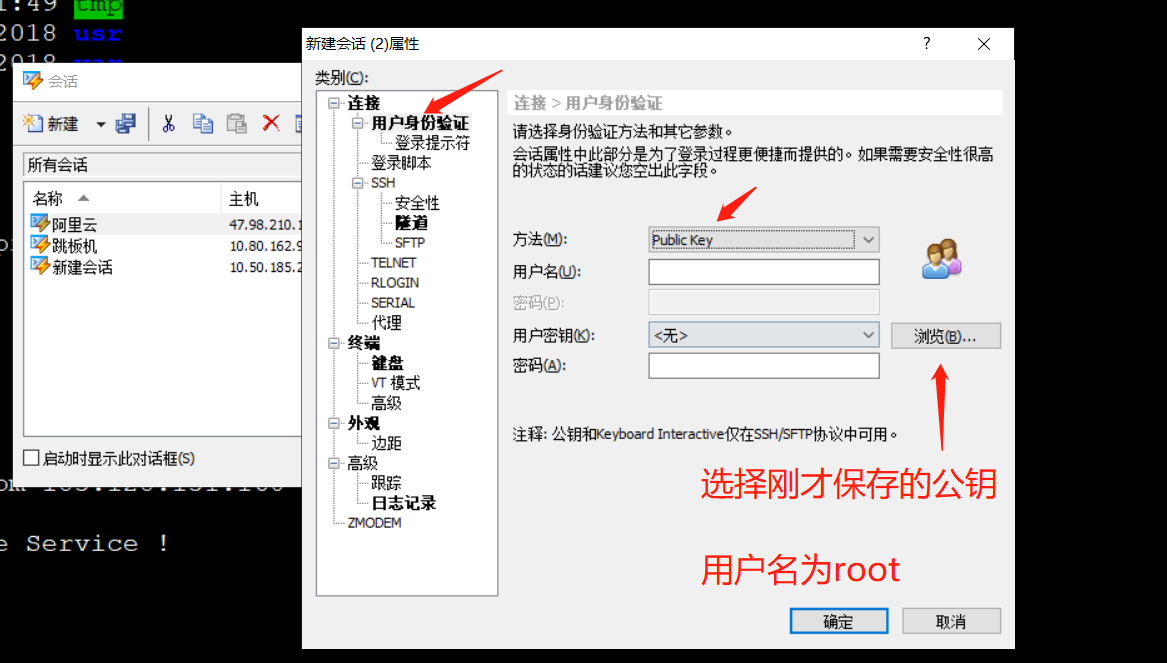 1:49 tmp
2018 usr
2018
会话
新建
所有会话
名称 主机
阿里云 47.98.210.1
跳板机 10.80.162.9
新建会话 10.50.185.2
启动时显示此对话框(S)
e Service !
新建会话 (2)属性
?
类别(C):
连接
用户身份验证
登录提示符
登录脚本
SSH
安全性
隧道
SFTP
TELNET
RLOGIN
SERIAL
代理
终端
键盘
VT 模式
高级
外观
边距
高级
跟踪
日志记录
ZMODEM
连接 > 用户身份验证
请选择身份验证方法和其它参数。
会话属性中此部分是为了登录过程更便捷而提供的。如果需要安全性很高
的状态的话建议您空出此字段。
方法(M): Public Key
用户名(U):
密码(P):
用户密钥(K): <无> 浏览(B)...
密码(A):
注释: 公钥和Keyboard Interactive仅在SSH/SFTP协议中可用。
选择刚才保存的公钥
用户名为root
确定 取消